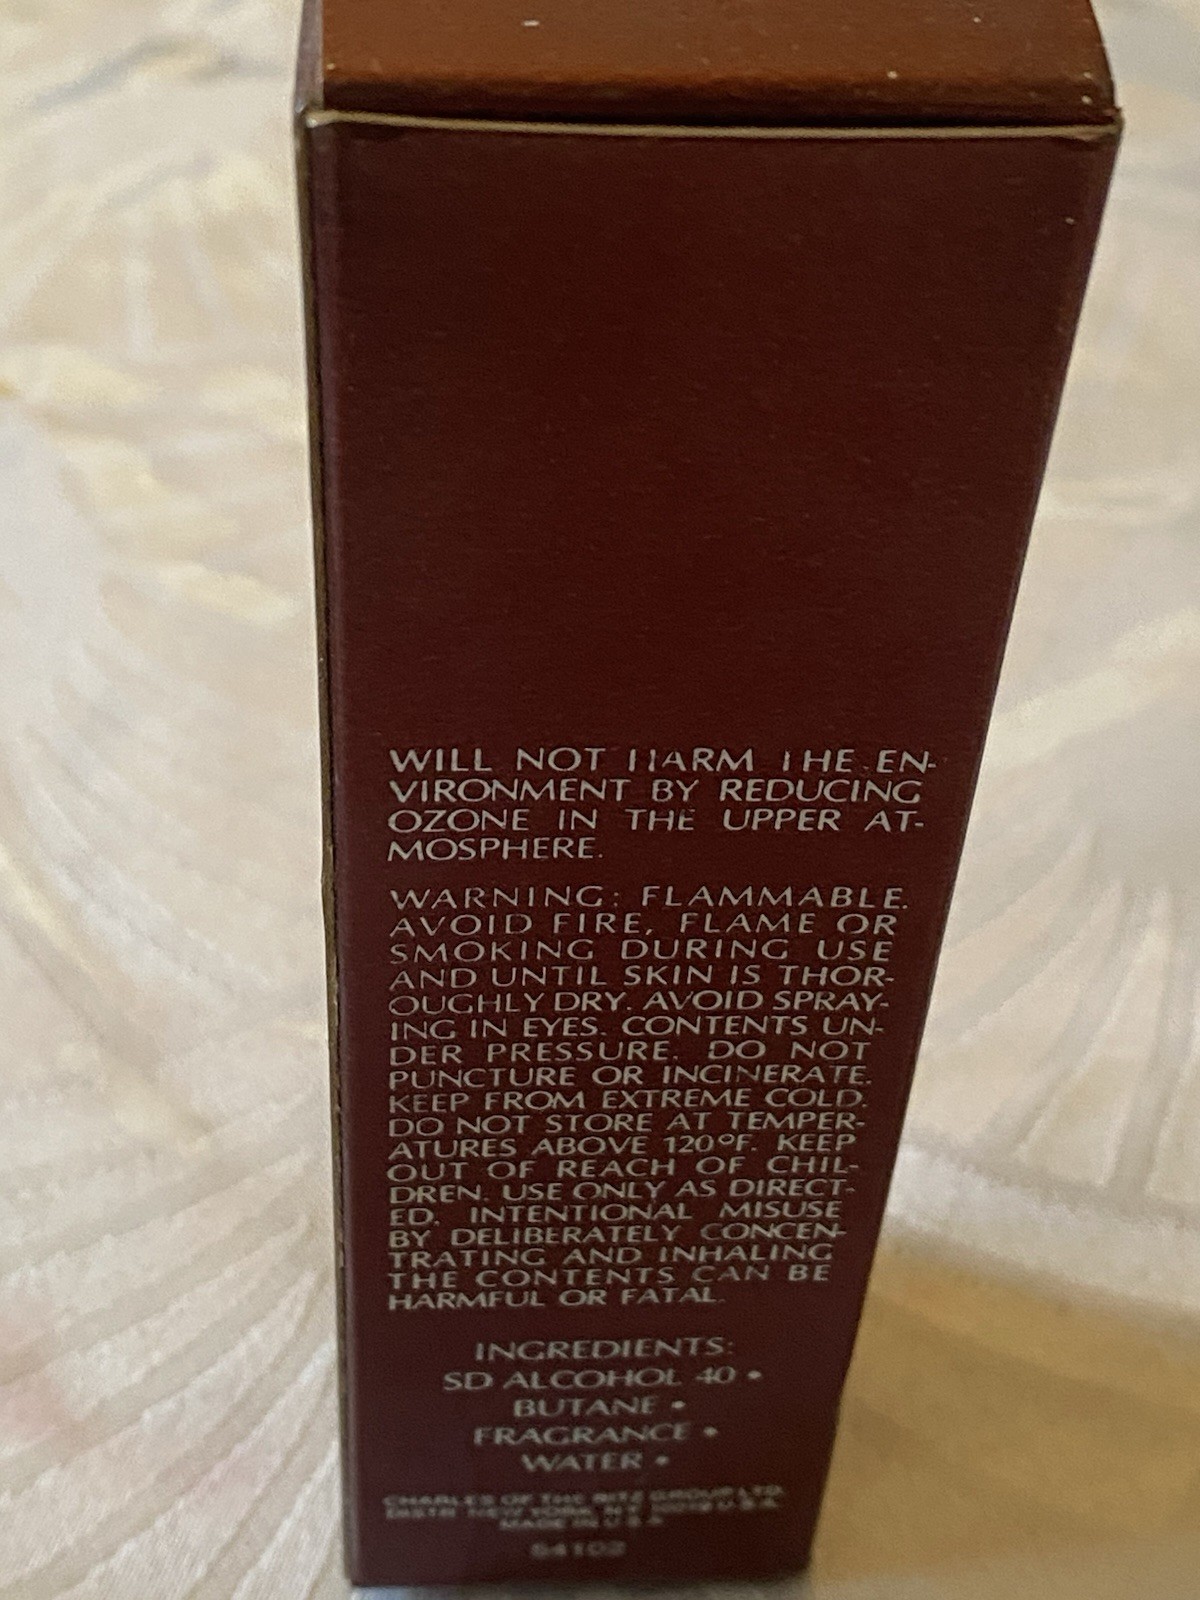 WILL NOT HARM THE EN-
VIRONMENT BY REDUCING
OZONE IN THE UPPER AT-
MOSPHERE.
WARNING: FLAMMABLE.
AVOID FIRE, FLAME OR
SMOKING DURING USE
AND UNTIL SKIN IS THOR-
OUGHLY DRY. AVOID SPRAY-
ING IN EYES. CONTENTS UN-
DER PRESSURE. DO NOT
PUNCTURE OR INCINERATE.
KEEP FROM EXTREME COLD.
DO NOT STORE AT TEMPER-
ATURES ABOVE 120°F. KEEP
OUT OF REACH OF CHIL-
DREN. USE ONLY AS DIRECT-
ED. INTENTIONAL MISUSE
BY DELIBERATELY CONCEN-
TRATING AND INHALING
THE CONTENTS CAN BE
HARMFUL OR FATAL.
INGREDIENTS:
SD ALCOHOL 40 •
BUTANE •
FRAGRANCE •
WATER •
CHARLES OF THE RITZ GROUP LTD.
DISTR NEW YORK, N.Y. 10019 U.S.A.
MADE IN U.S.A.
54102